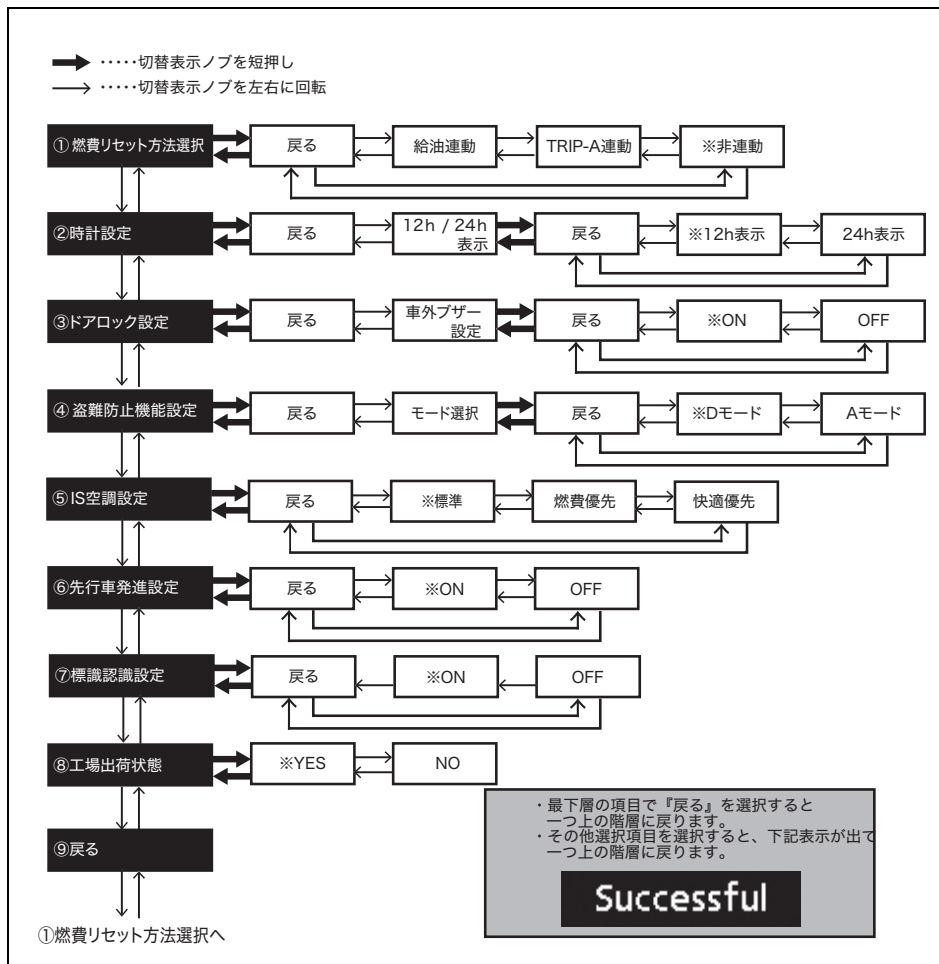 ·····切替表示ノブを短押し
·····切替表示ノブを左右に回転
①燃費リセット方法選択 戻る 給油連動 TRIP-A連動 ※非連動
②時計設定 戻る 12h / 24h
表示 戻る ※12h表示 24h表示
③ドアロック設定 戻る 車外ブザー
設定 戻る ※ON OFF
④盗難防止機能設定 戻る モード選択 戻る ※Dモード Aモード
⑤IS空調設定 戻る ※標準 燃費優先 快適優先
⑥先行車発進設定 戻る ※ON OFF
⑦標識認識設定 戻る ※ON OFF
⑧工場出荷状態 ※YES NO
⑨戻る
①燃費リセット方法選択へ
・最下層の項目で『戻る』を選択すると
一つ上の階層に戻ります。
・その他選択項目を選択すると、下記表示が出て
一つ上の階層に戻ります。
Successful